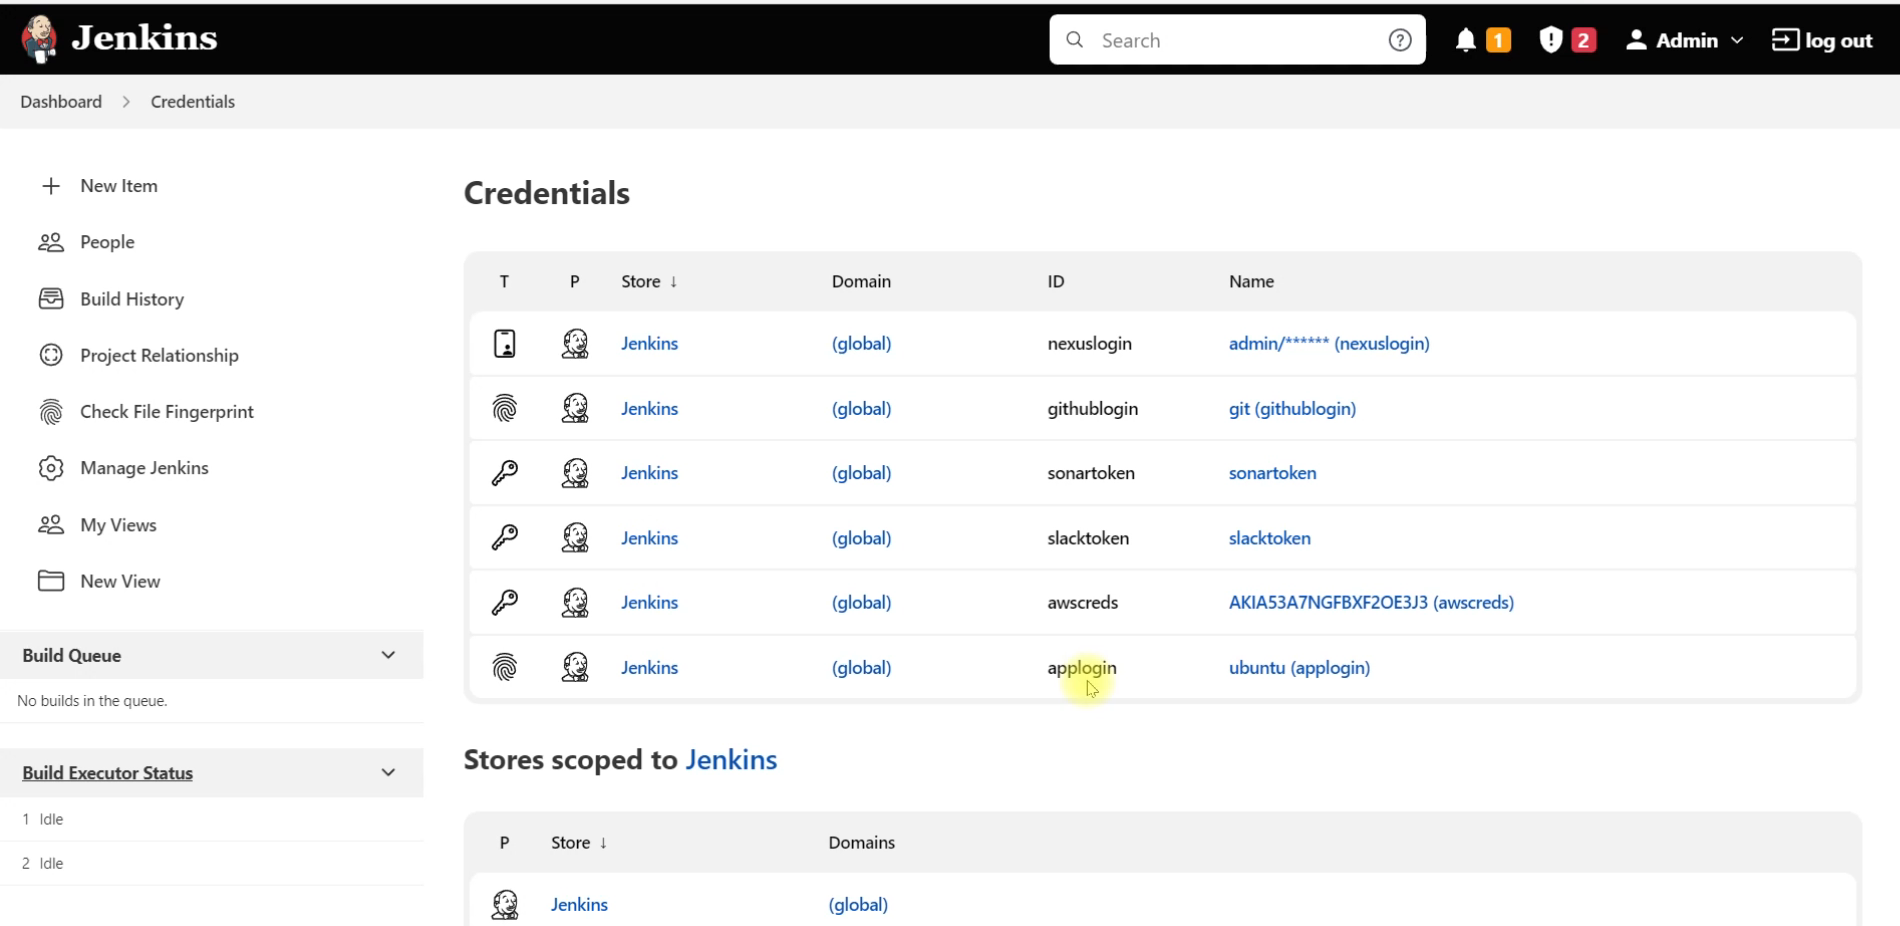 Jenkins
Search
1
2
Admin
log out
Dashboard > Credentials
New Item
People
Build History
Project Relationship
Check File Fingerprint
Manage Jenkins
My Views
New View
Build Queue
No builds in the queue.
Build Executor Status
1 Idle
2 Idle
Credentials
T P Store ↓ Domain ID Name
Jenkins (global) nexuslogin admin/****** (nexuslogin)
Jenkins (global) githublogin git (githublogin)
Jenkins (global) sonartoken sonartoken
Jenkins (global) slacktoken slacktoken
Jenkins (global) awscreds AKIA53A7NGFBXF2OE3J3 (awscreds)
Jenkins (global) applogin ubuntu (applogin)
Stores scoped to Jenkins
P Store ↓ Domains
Jenkins (global)